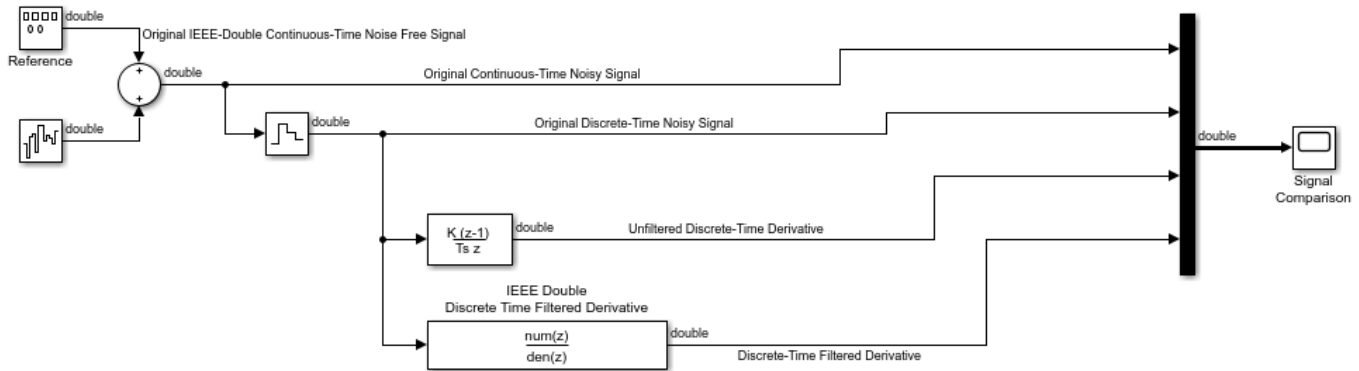 double
Original IEEE-Double Continuous-Time Noise Free Signal
Reference
double
Original Continuous-Time Noisy Signal
double
double
Original Discrete-Time Noisy Signal
double
Signal
Comparison
K (z-1)
Ts z
double
Unfiltered Discrete-Time Derivative
IEEE Double
Discrete Time Filtered Derivative
num(z)
den(z)
double
Discrete-Time Filtered Derivative